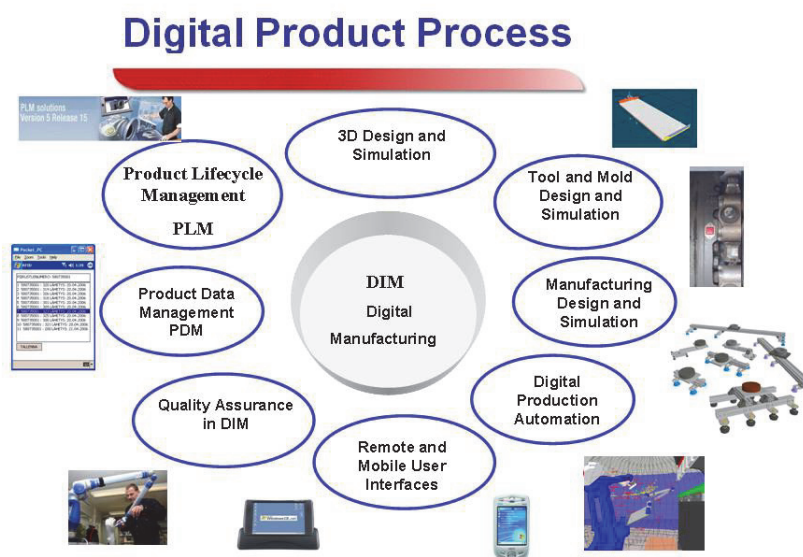 Digital Product Process
PLM solutions
Version 5 Release 15
3D Design and
Simulation
Product Lifecycle
Management
PLM
Tool and Mold
Design and
Simulation
DIM
Digital
Manufacturing
Product Data
Management
PDM
Manufacturing
Design and
Simulation
Quality Assurance
in DIM
Digital
Production
Automation
Remote and
Mobile User
Interfaces
Pocket PC